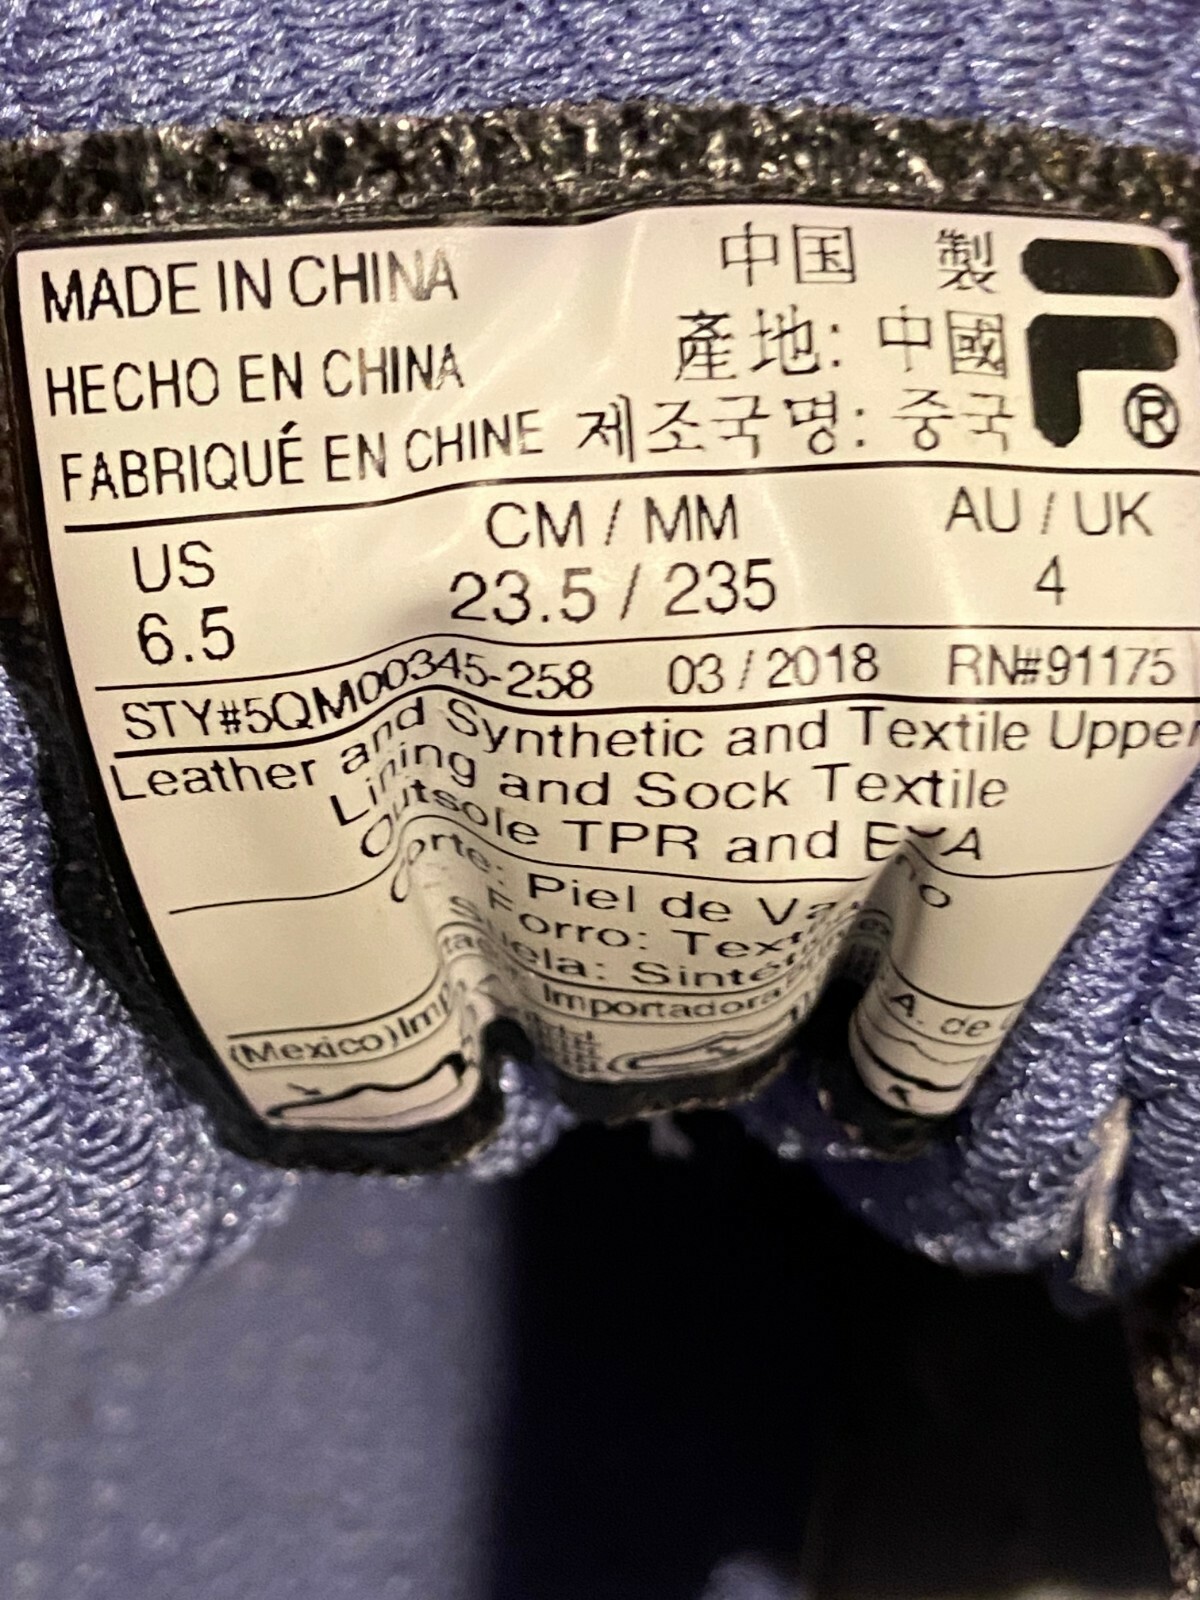 MADE IN CHINA 中国 製
HECHO EN CHINA 產地: 中國
FABRIQUÉ EN CHINE 제조국명: 중국
®
US CM / MM AU / UK
6.5 23.5 / 235 4
STY#5QM00345-258 03 / 2018 RN#91175
Leather and Synthetic and Textile Upper
Lining and Sock Textile
Outsole TPR and
Piel de
Forro:
(Mexico)